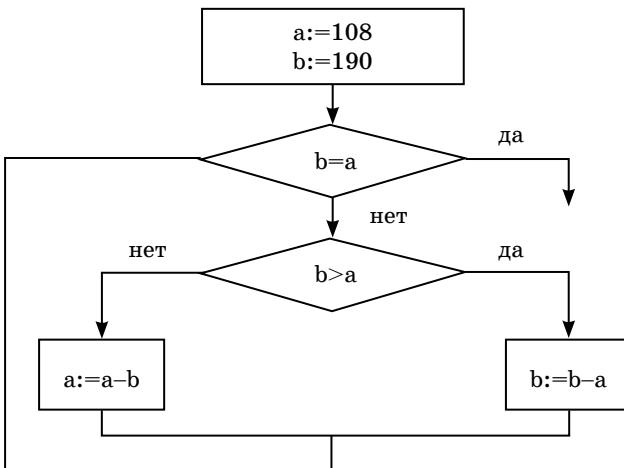 a:=108
b:=190
да
b=a
нет
нет
да
b>a
a:=a–b
b:=b–a